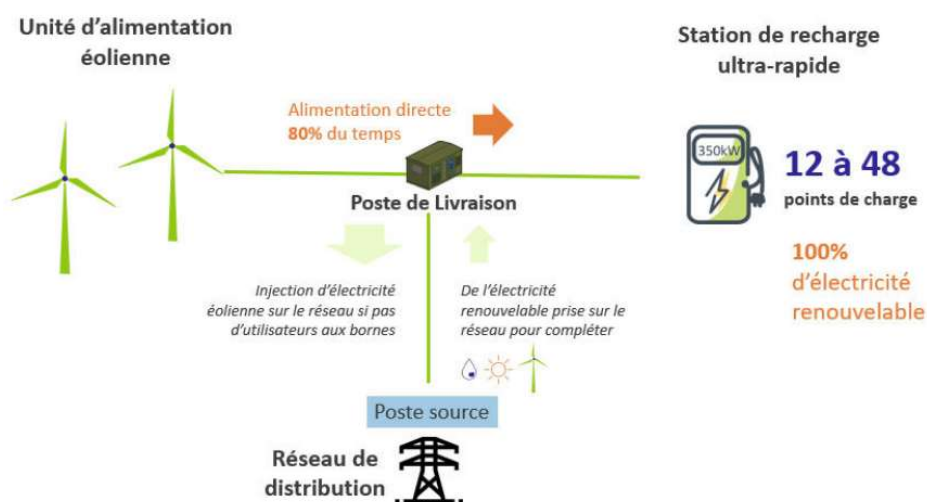 Unité d'alimentation
éolienne
Alimentation directe
80% du temps
Poste de Livraison
Station de recharge
ultra-rapide
350kW
12 à 48
points de charge
100%
d'électricité
renouvelable
Injection d'électricité
éolienne sur le réseau si pas
d'utilisateurs aux bornes
De l'électricité
renouvelable prise sur le
réseau pour compléter
Poste source
Réseau de
distribution